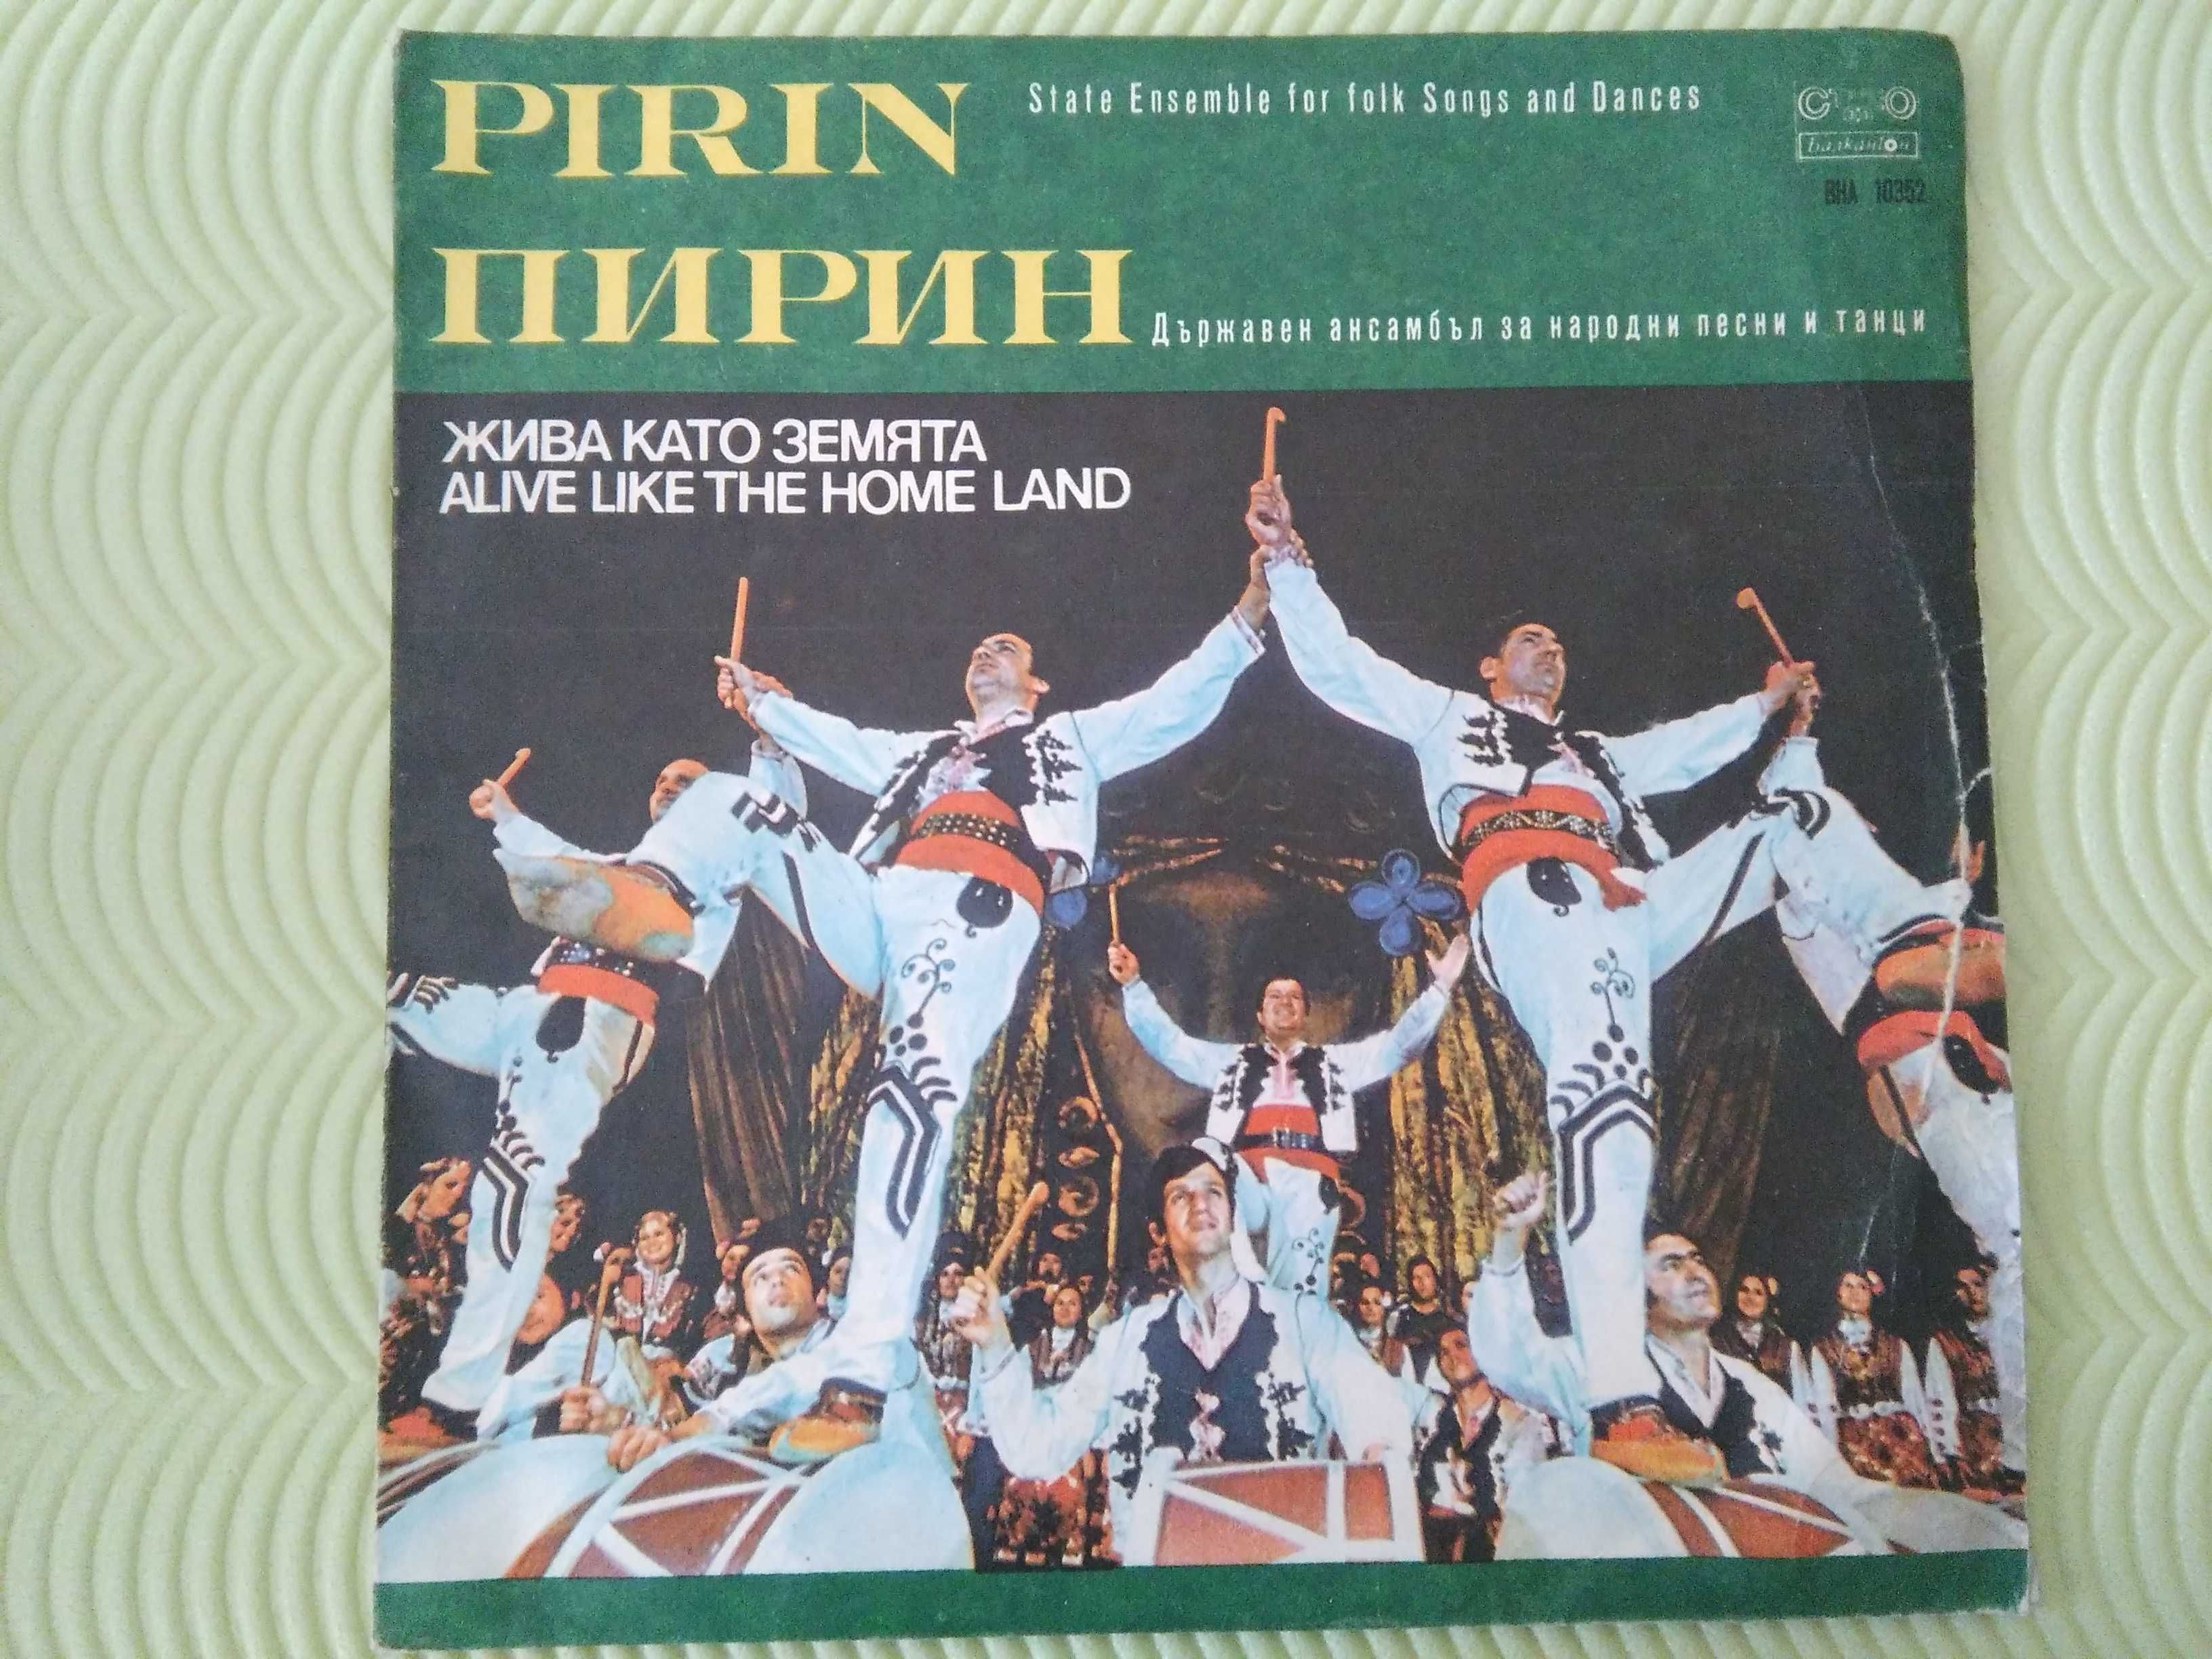 PIRIN State Ensemble for folk Songs and Dances
Балкантон
ВНА 10352
ПИРИН Държавен ансамбъл за народни песни и танци
ЖИВА КАТО ЗЕМЯТА
ALIVE LIKE THE HOME LAND